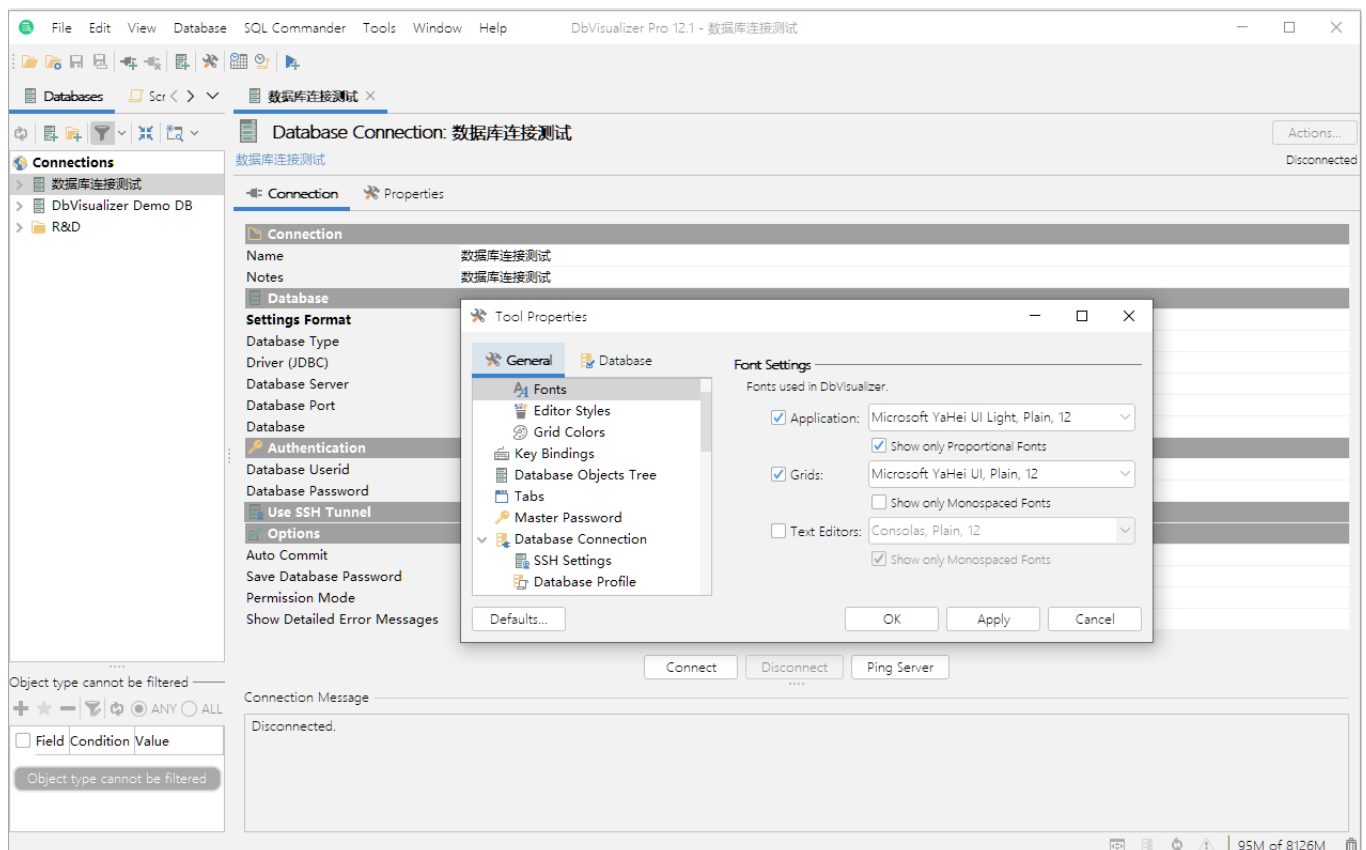 File Edit View Database SQL Commander Tools Window Help DbVisualizer Pro 12.1 - 数据库连接测试
Databases Scr 数据库连接测试
Database Connection: 数据库连接测试 Actions...
数据库连接测试 Disconnected
Connections
数据库连接测试
DbVisualizer Demo DB
R&D
Connection Properties
Connection
Name 数据库连接测试
Notes 数据库连接测试
Database
Settings Format
Database Type
Driver (JDBC)
Database Server
Database Port
Database
Authentication
Database Userid
Database Password
Use SSH Tunnel
Options
Auto Commit
Save Database Password
Permission Mode
Show Detailed Error Messages
Tool Properties
General Database
Fonts
Editor Styles
Grid Colors
Key Bindings
Database Objects Tree
Tabs
Master Password
Database Connection
SSH Settings
Database Profile
Font Settings
Fonts used in DbVisualizer.
Application: Microsoft YaHei UI Light, Plain, 12
Show only Proportional Fonts
Grids: Microsoft YaHei UI, Plain, 12
Show only Monospaced Fonts
Text Editors: Consolas, Plain, 12
Show only Monospaced Fonts
Defaults... OK Apply Cancel
Connect Disconnect Ping Server
Object type cannot be filtered
ANY ALL
Field Condition Value
Object type cannot be filtered
Connection Message
Disconnected.
95M of 8126M